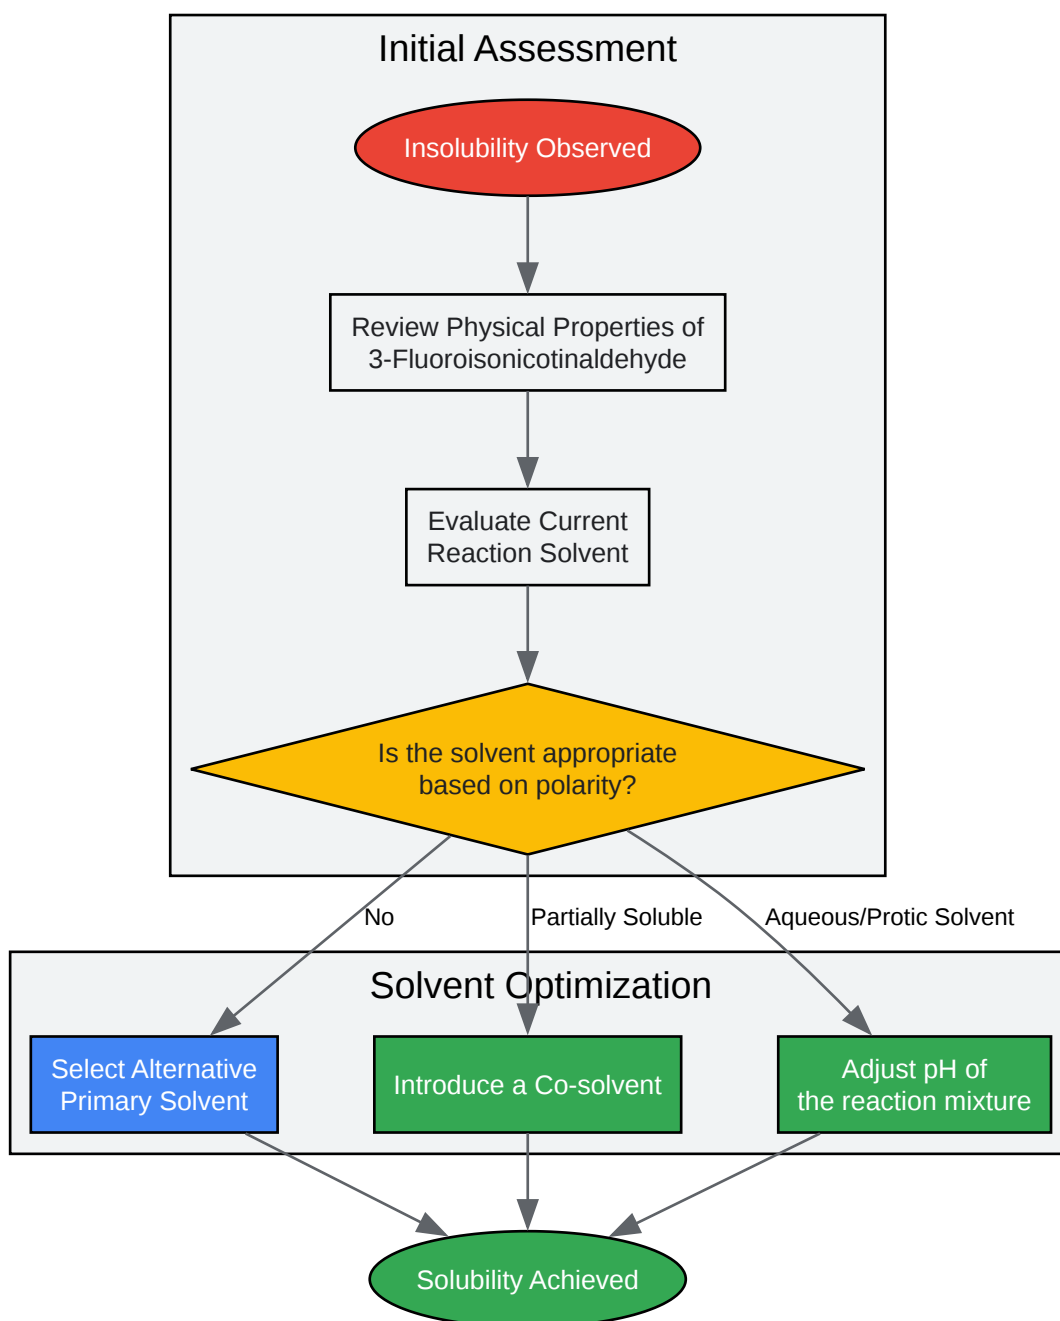 Initial Assessment
Insolubility Observed
Review Physical Properties of
3-Fluoroisonicotinaldehyde
Evaluate Current
Reaction Solvent
Is the solvent appropriate
based on polarity?
No
Partially Soluble
Aqueous/Protic Solvent
Solvent Optimization
Select Alternative
Primary Solvent
Introduce a Co-solvent
Adjust pH of
the reaction mixture
Solubility Achieved